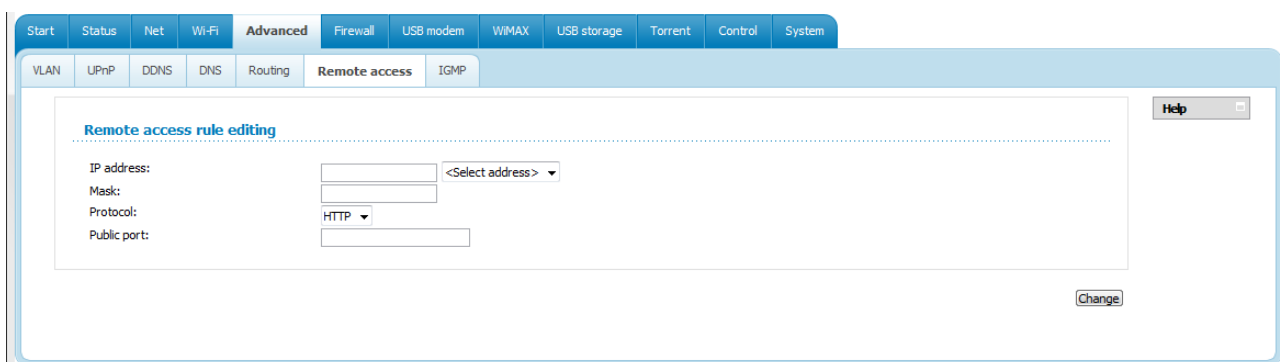 Start Status Net Wi-Fi Advanced Firewall USB modem WiMAX USB storage Torrent Control System
VLAN UPnP DDNS DNS Routing Remote access IGMP
Help
Remote access rule editing
IP address: <Select address>
Mask:
Protocol: HTTP
Public port:
Change